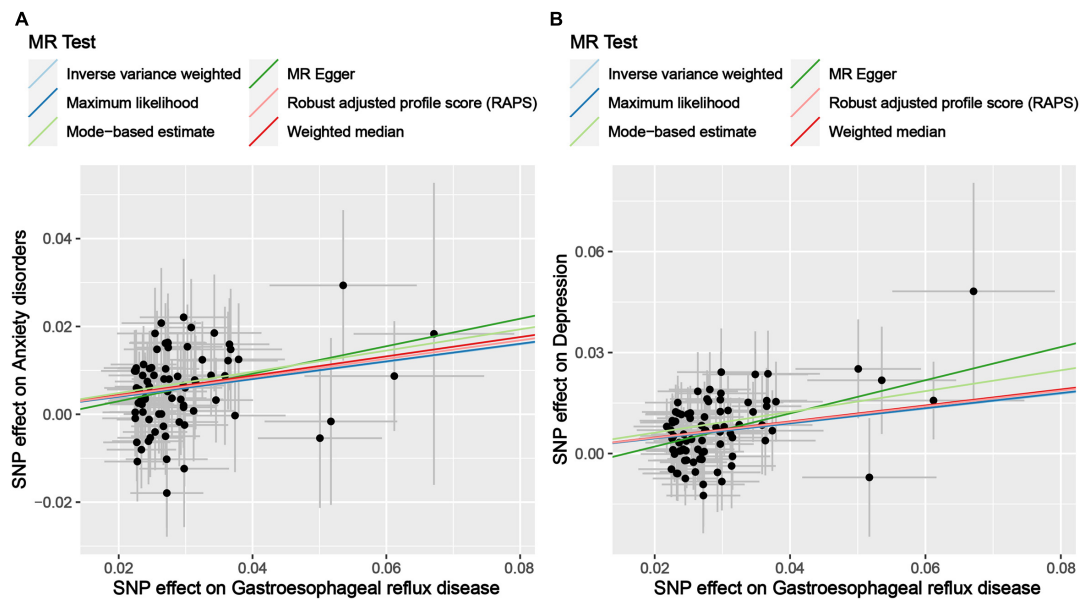 A
MR Test
Inverse variance weighted
MR Egger
Maximum likelihood
Robust adjusted profile score (RAPS)
Mode−based estimate
Weighted median
SNP effect on Anxiety disorders
0.04
0.02
0.00
−0.02
0.02
0.04
0.06
0.08
SNP effect on Gastroesophageal reflux disease
B
MR Test
Inverse variance weighted
MR Egger
Maximum likelihood
Robust adjusted profile score (RAPS)
Mode−based estimate
Weighted median
SNP effect on Depression
0.06
0.03
0.00
0.02
0.04
0.06
0.08
SNP effect on Gastroesophageal reflux disease